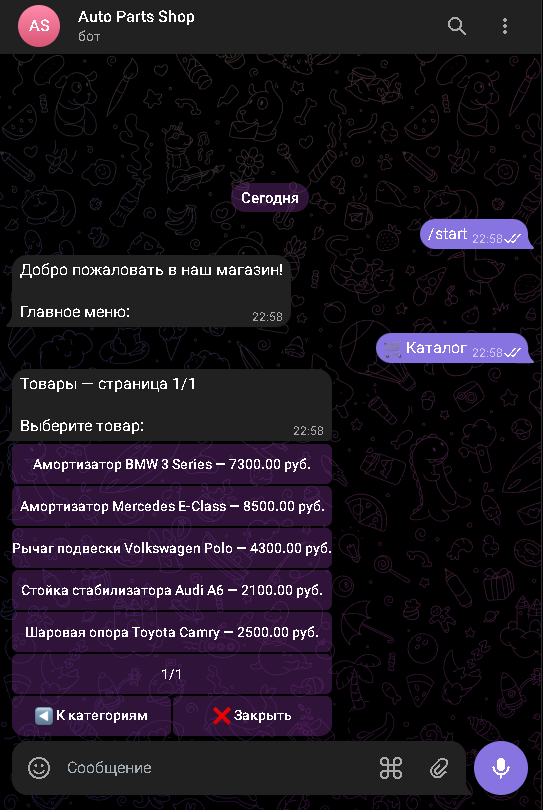 AS
Auto Parts Shop
бот
Сегодня
/start 22:58
Добро пожаловать в наш магазин!
Главное меню:
22:58
🛒 Каталог 22:58
Товары — страница 1/1
Выберите товар:
22:58
Амортизатор BMW 3 Series — 7300.00 руб.
Амортизатор Mercedes E-Class — 8500.00 руб.
Рычаг подвески Volkswagen Polo — 4300.00 руб.
Стойка стабилизатора Audi A6 — 2100.00 руб.
Шаровая опора Toyota Camry — 2500.00 руб.
1/1
◀️ К категориям
❌ Закрыть
Сообщение